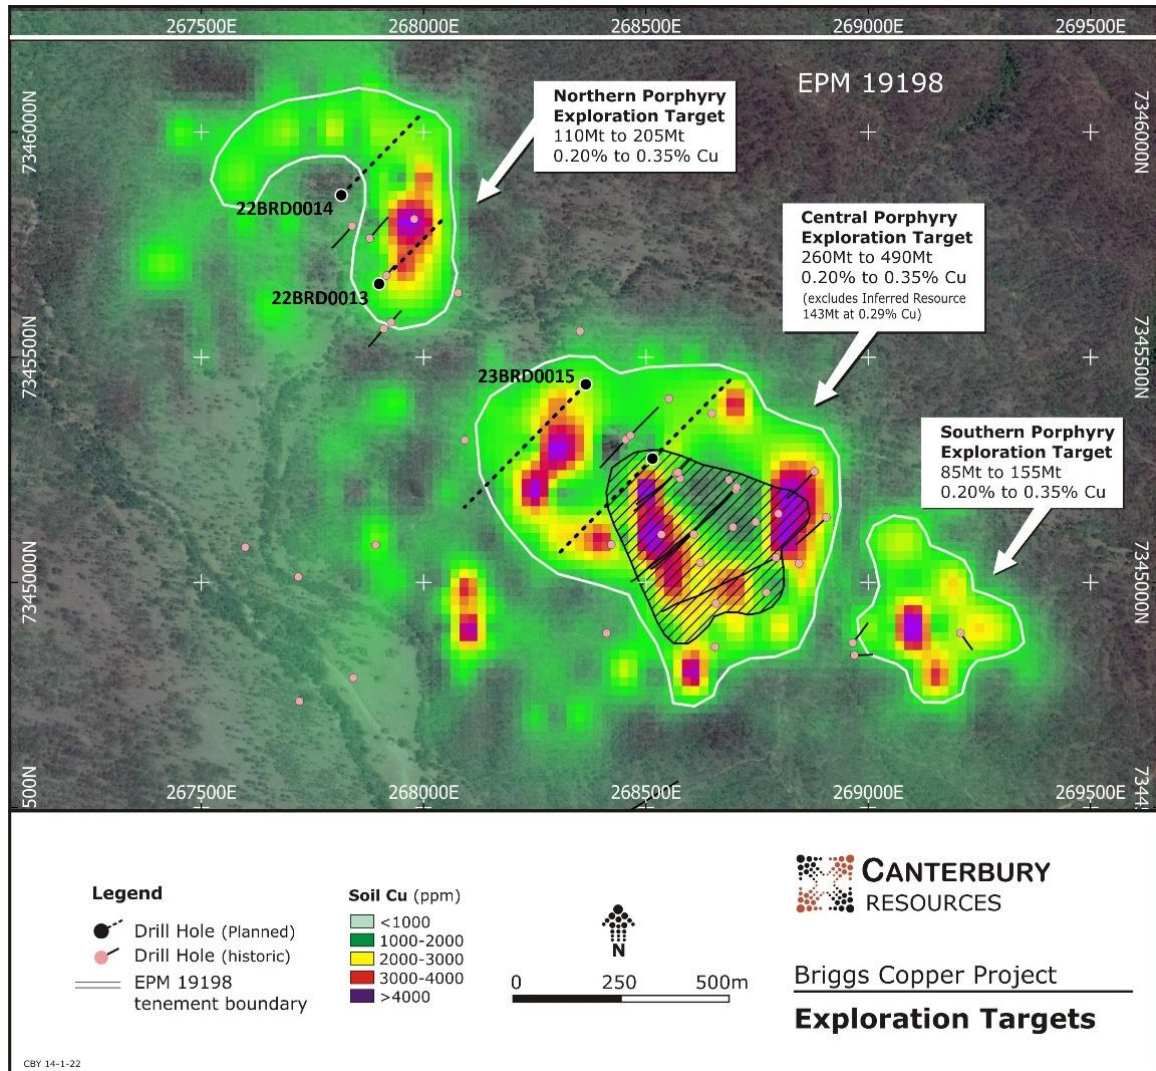 267500E
268000E
268500E
269000E
269500E
EPM 19198
7346000N
7346000N
Northern Porphyry
Exploration Target
110Mt to 205Mt
0.20% to 0.35% Cu
22BRD0014
22BRD0013
Central Porphyry
Exploration Target
260Mt to 490Mt
0.20% to 0.35% Cu
(excludes Inferred Resource
143Mt at 0.29% Cu)
7345500N
7345500N
23BRD0015
Southern Porphyry
Exploration Target
85Mt to 155Mt
0.20% to 0.35% Cu
7345000N
7345000N
500N
7344
267500E
268000E
268500E
269000E
269500E
Legend
Drill Hole (Planned)
Drill Hole (historic)
EPM 19198
tenement boundary
Soil Cu (ppm)
<1000
1000-2000
2000-3000
3000-4000
>4000
N
0 250 500m
CANTERBURY
RESOURCES
Briggs Copper Project
Exploration Targets
CBY 14-1-22